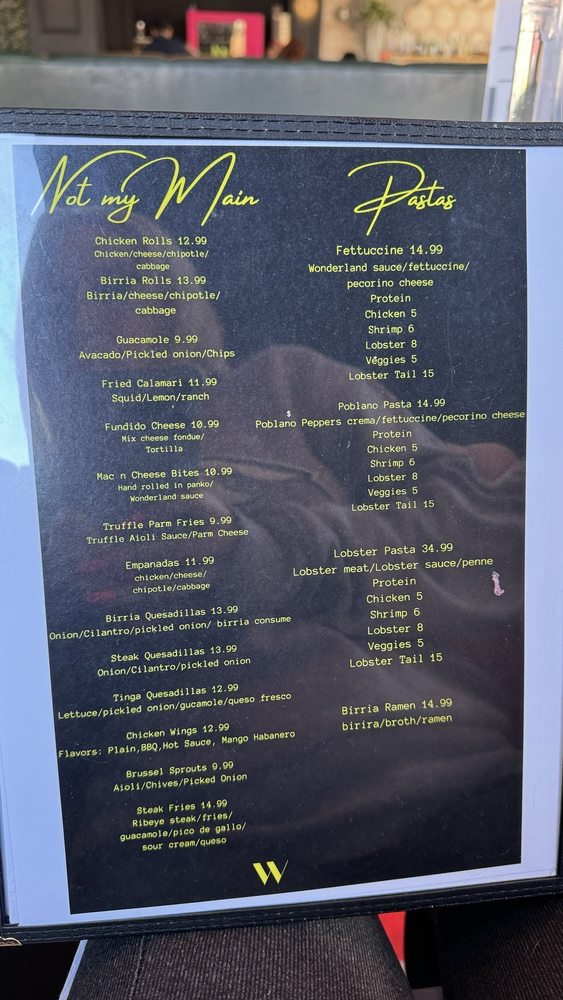 Not my Main
Chicken Rolls 12.99
Chicken/cheese/chipotle/
cabbage
Birria Rolls 13.99
Birria/cheese/chipotle/
cabbage
Guacamole 9.99
Avacado/Pickled onion/Chips
Fried Calamari 11.99
Squid/Lemon/ranch
Fundido Cheese 10.99
Mix cheese fondue/
Tortilla
Mac n Cheese Bites 10.99
Hand rolled in panko/
Wonderland sauce
Truffle Parm Fries 9.99
Truffle Aioli Sauce/Parm Cheese
Empanadas 11.99
chicken/cheese/
chipotle/cabbage
Birria Quesadillas 13.99
Onion/Cilantro/pickled onion/ birria consume
Steak Quesadillas 13.99
Onion/Cilantro/pickled onion
Tinga Quesadillas 12.99
Lettuce/pickled onion/gucamole/queso fresco
Chicken Wings 12.99
Flavors: Plain,BBQ,Hot Sauce, Mango Habanero
Brussel Sprouts 9.99
Aioli/Chives/Picked Onion
Steak Fries 14.99
Ribeye steak/fries/
guacamole/pico de gallo/
sour cream/queso
Pastas
Fettuccine 14.99
Wonderland sauce/fettuccine/
pecorino cheese
Protein
Chicken 5
Shrimp 6
Lobster 8
Veggies 5
Lobster Tail 15
$
Poblano Pasta 14.99
Poblano Peppers crema/fettuccine/pecorino cheese
Protein
Chicken 5
Shrimp 6
Lobster 8
Veggies 5
Lobster Tail 15
Lobster Pasta 34.99
Lobster meat/Lobster sauce/penne
Protein
Chicken 5
Shrimp 6
Lobster 8
Veggies 5
Lobster Tail 15
Birria Ramen 14.99
birira/broth/ramen
W